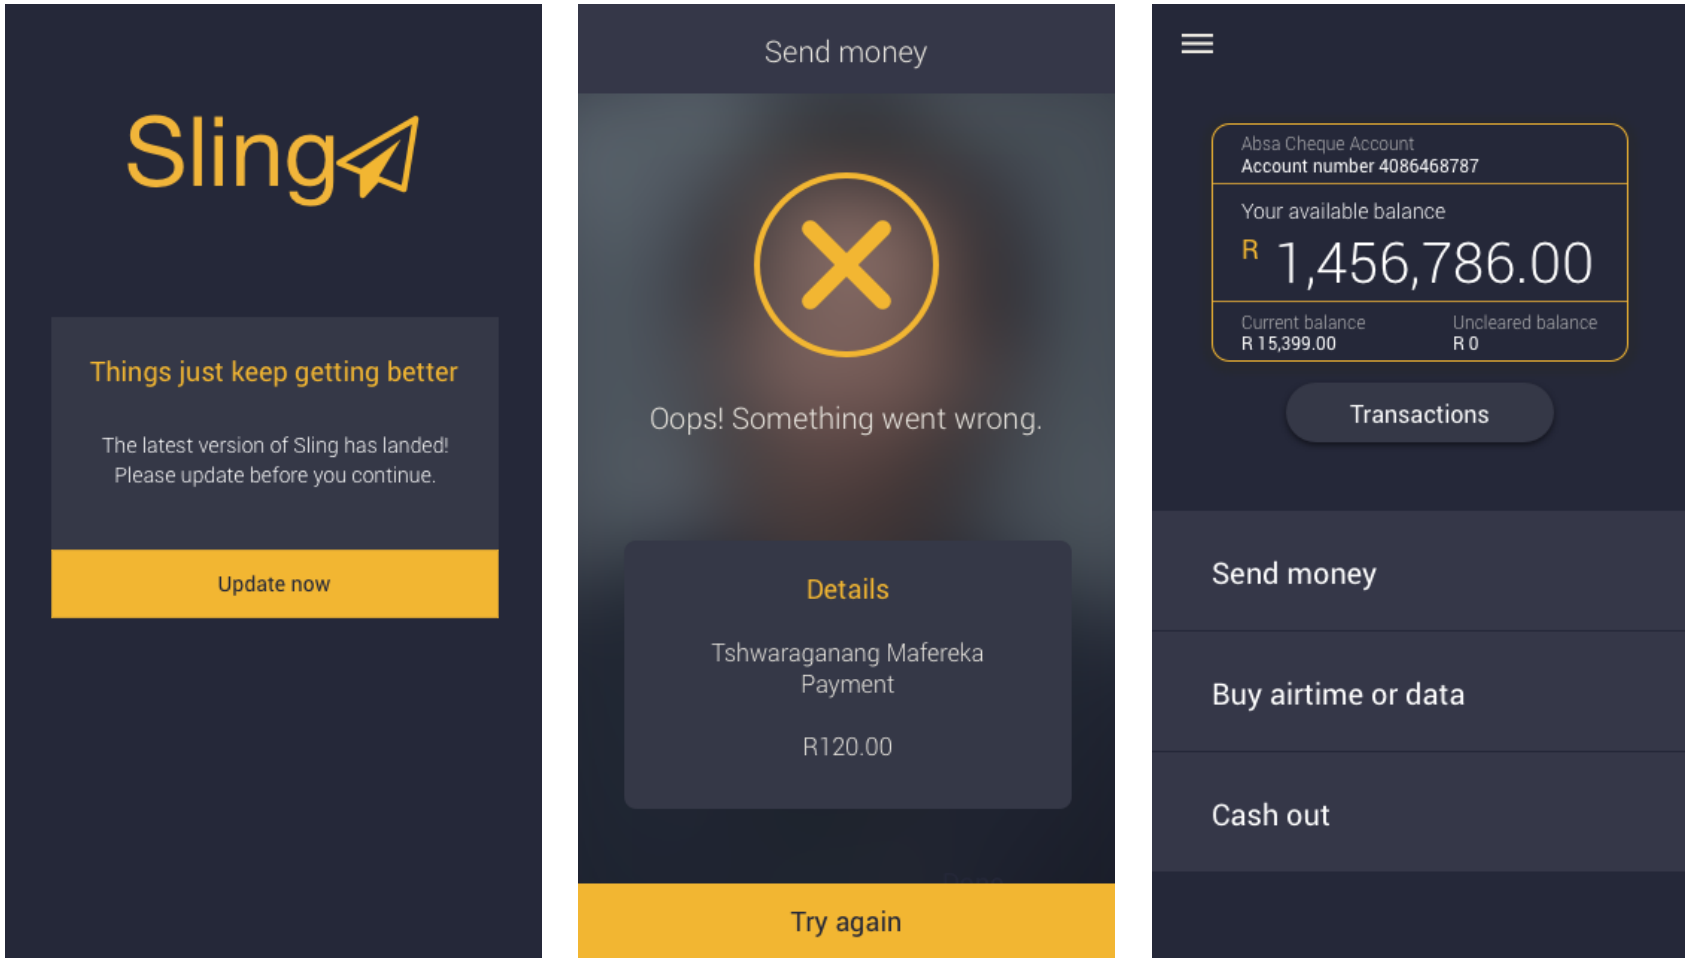 Sling
Things just keep getting better
The latest version of Sling has landed!
Please update before you continue.
Update now
Send money
Oops! Something went wrong.
Details
Tshwaraganang Mafereka
Payment
R120.00
Try again
Absa Cheque Account
Account number 4086468787
Your available balance
R 1,456,786.00
Current balance
R 15,399.00
Uncleared balance
R 0
Transactions
Send money
Buy airtime or data
Cash out